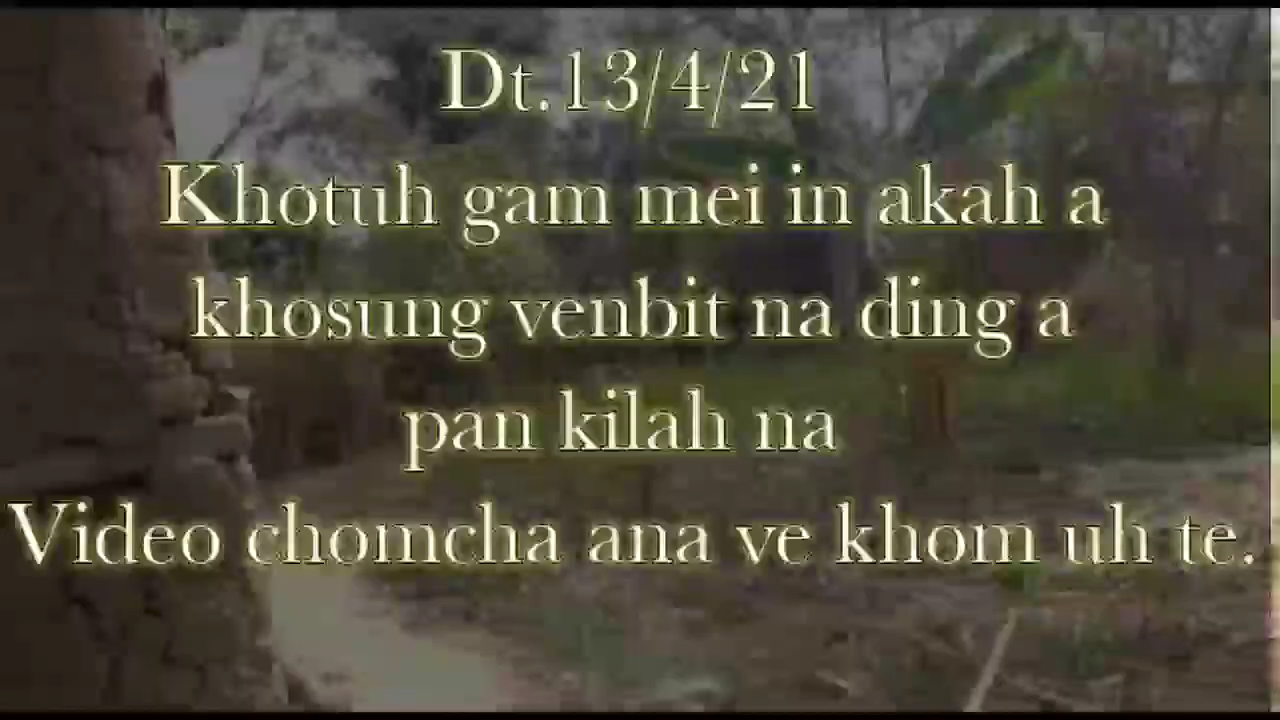 Dt.13/4/21
Khotuh gam mei in akah a
khosung venbit na ding a
pan kilah na
Video chomcha ana ve khom uh te.